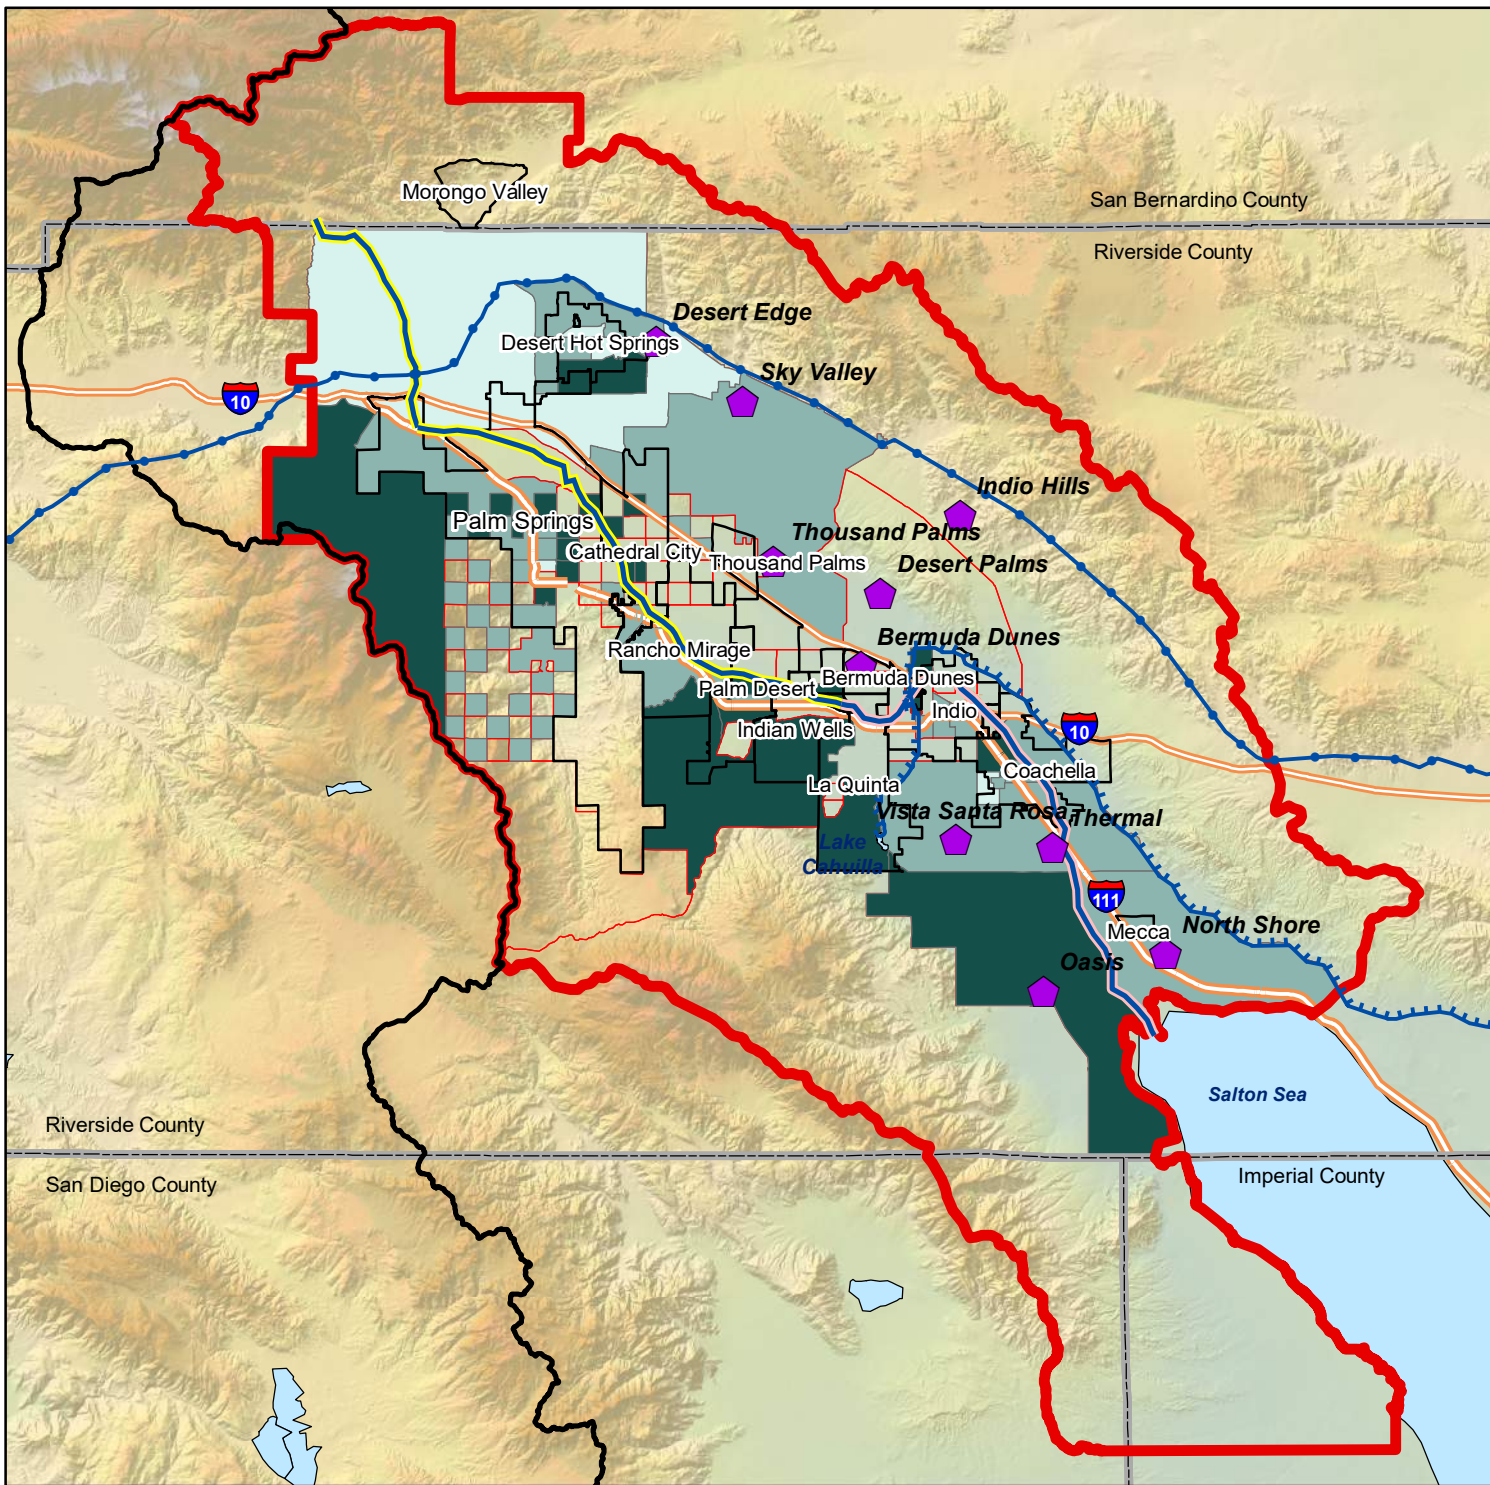 Morongo Valley
San Bernardino County
Riverside County
Desert Edge
Desert Hot Springs
Sky Valley
10
Indio Hills
Palm Springs
Thousand Palms
Cathedral City
Thousand Palms
Desert Palms
Bermuda Dunes
Rancho Mirage
Bermuda Dunes
Palm Desert
Indio
Indian Wells
10
Coachella
La Quinta
Vista Santa Rosa
Thermal
Lake
Cahuilla
111
Mecca
North Shore
Oasis
Salton Sea
Riverside County
San Diego County
Imperial County